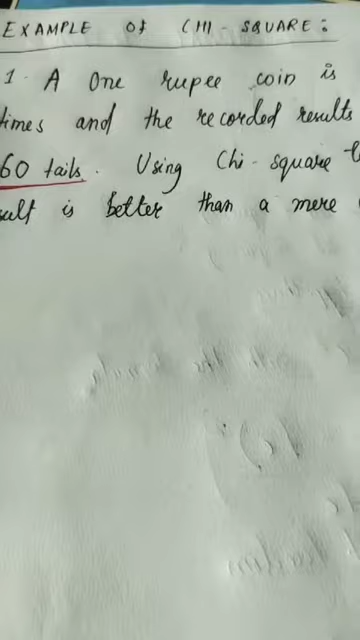 EXAMPLE OF CHI-SQUARE:
1. A one rupee coin is
times and the recorded results
60 tails. Using Chi-square
is better than a mere